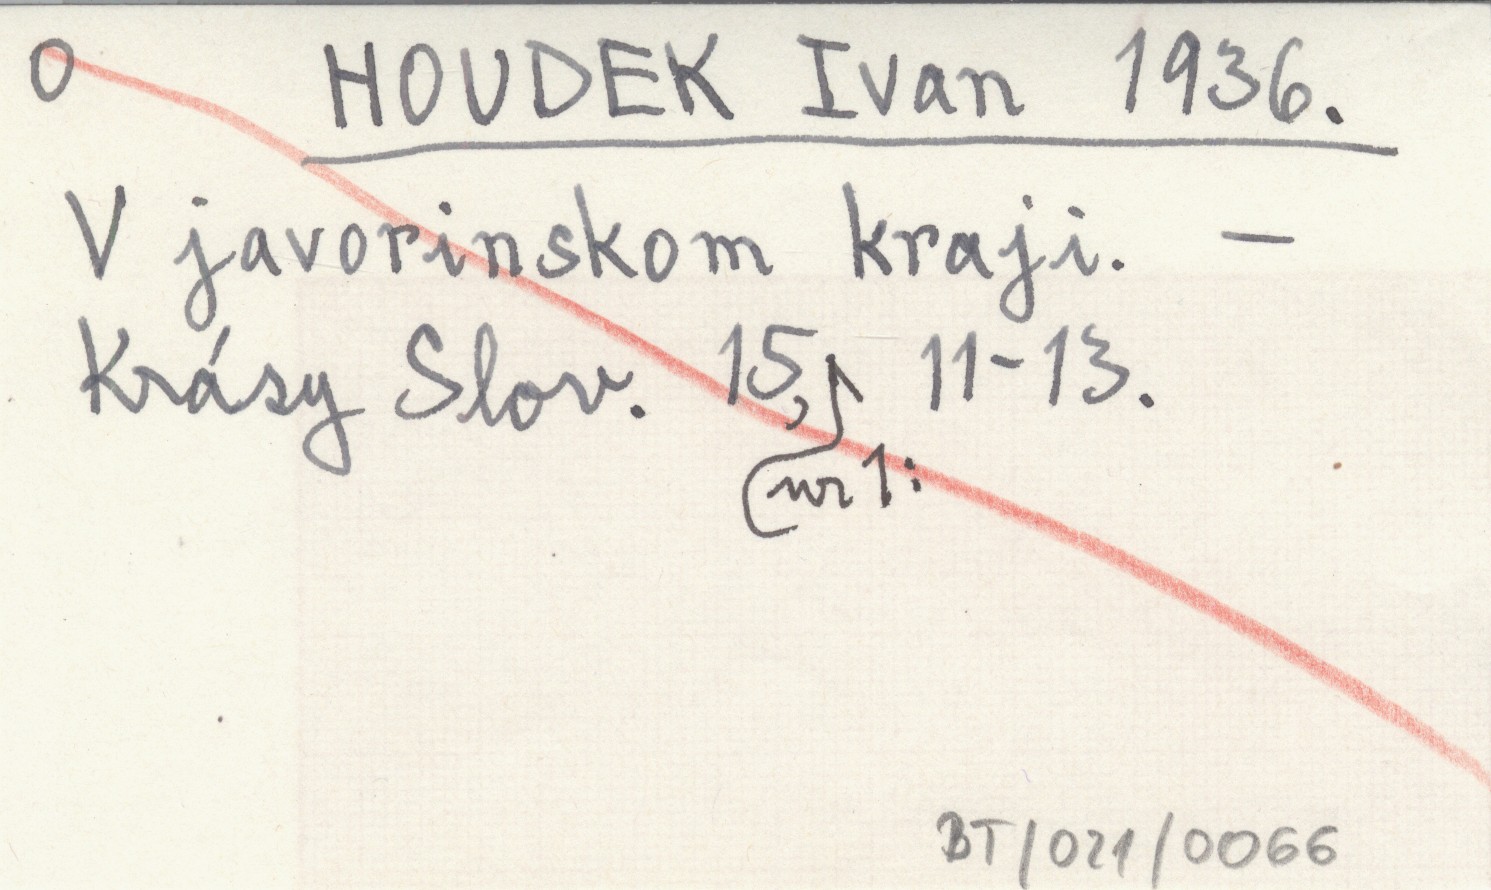 O HOUDEK Ivan 1936.
V javorinskom kraji. –
Krásy Slov. 15, 11-13.
nr 1:
BT/021/0066